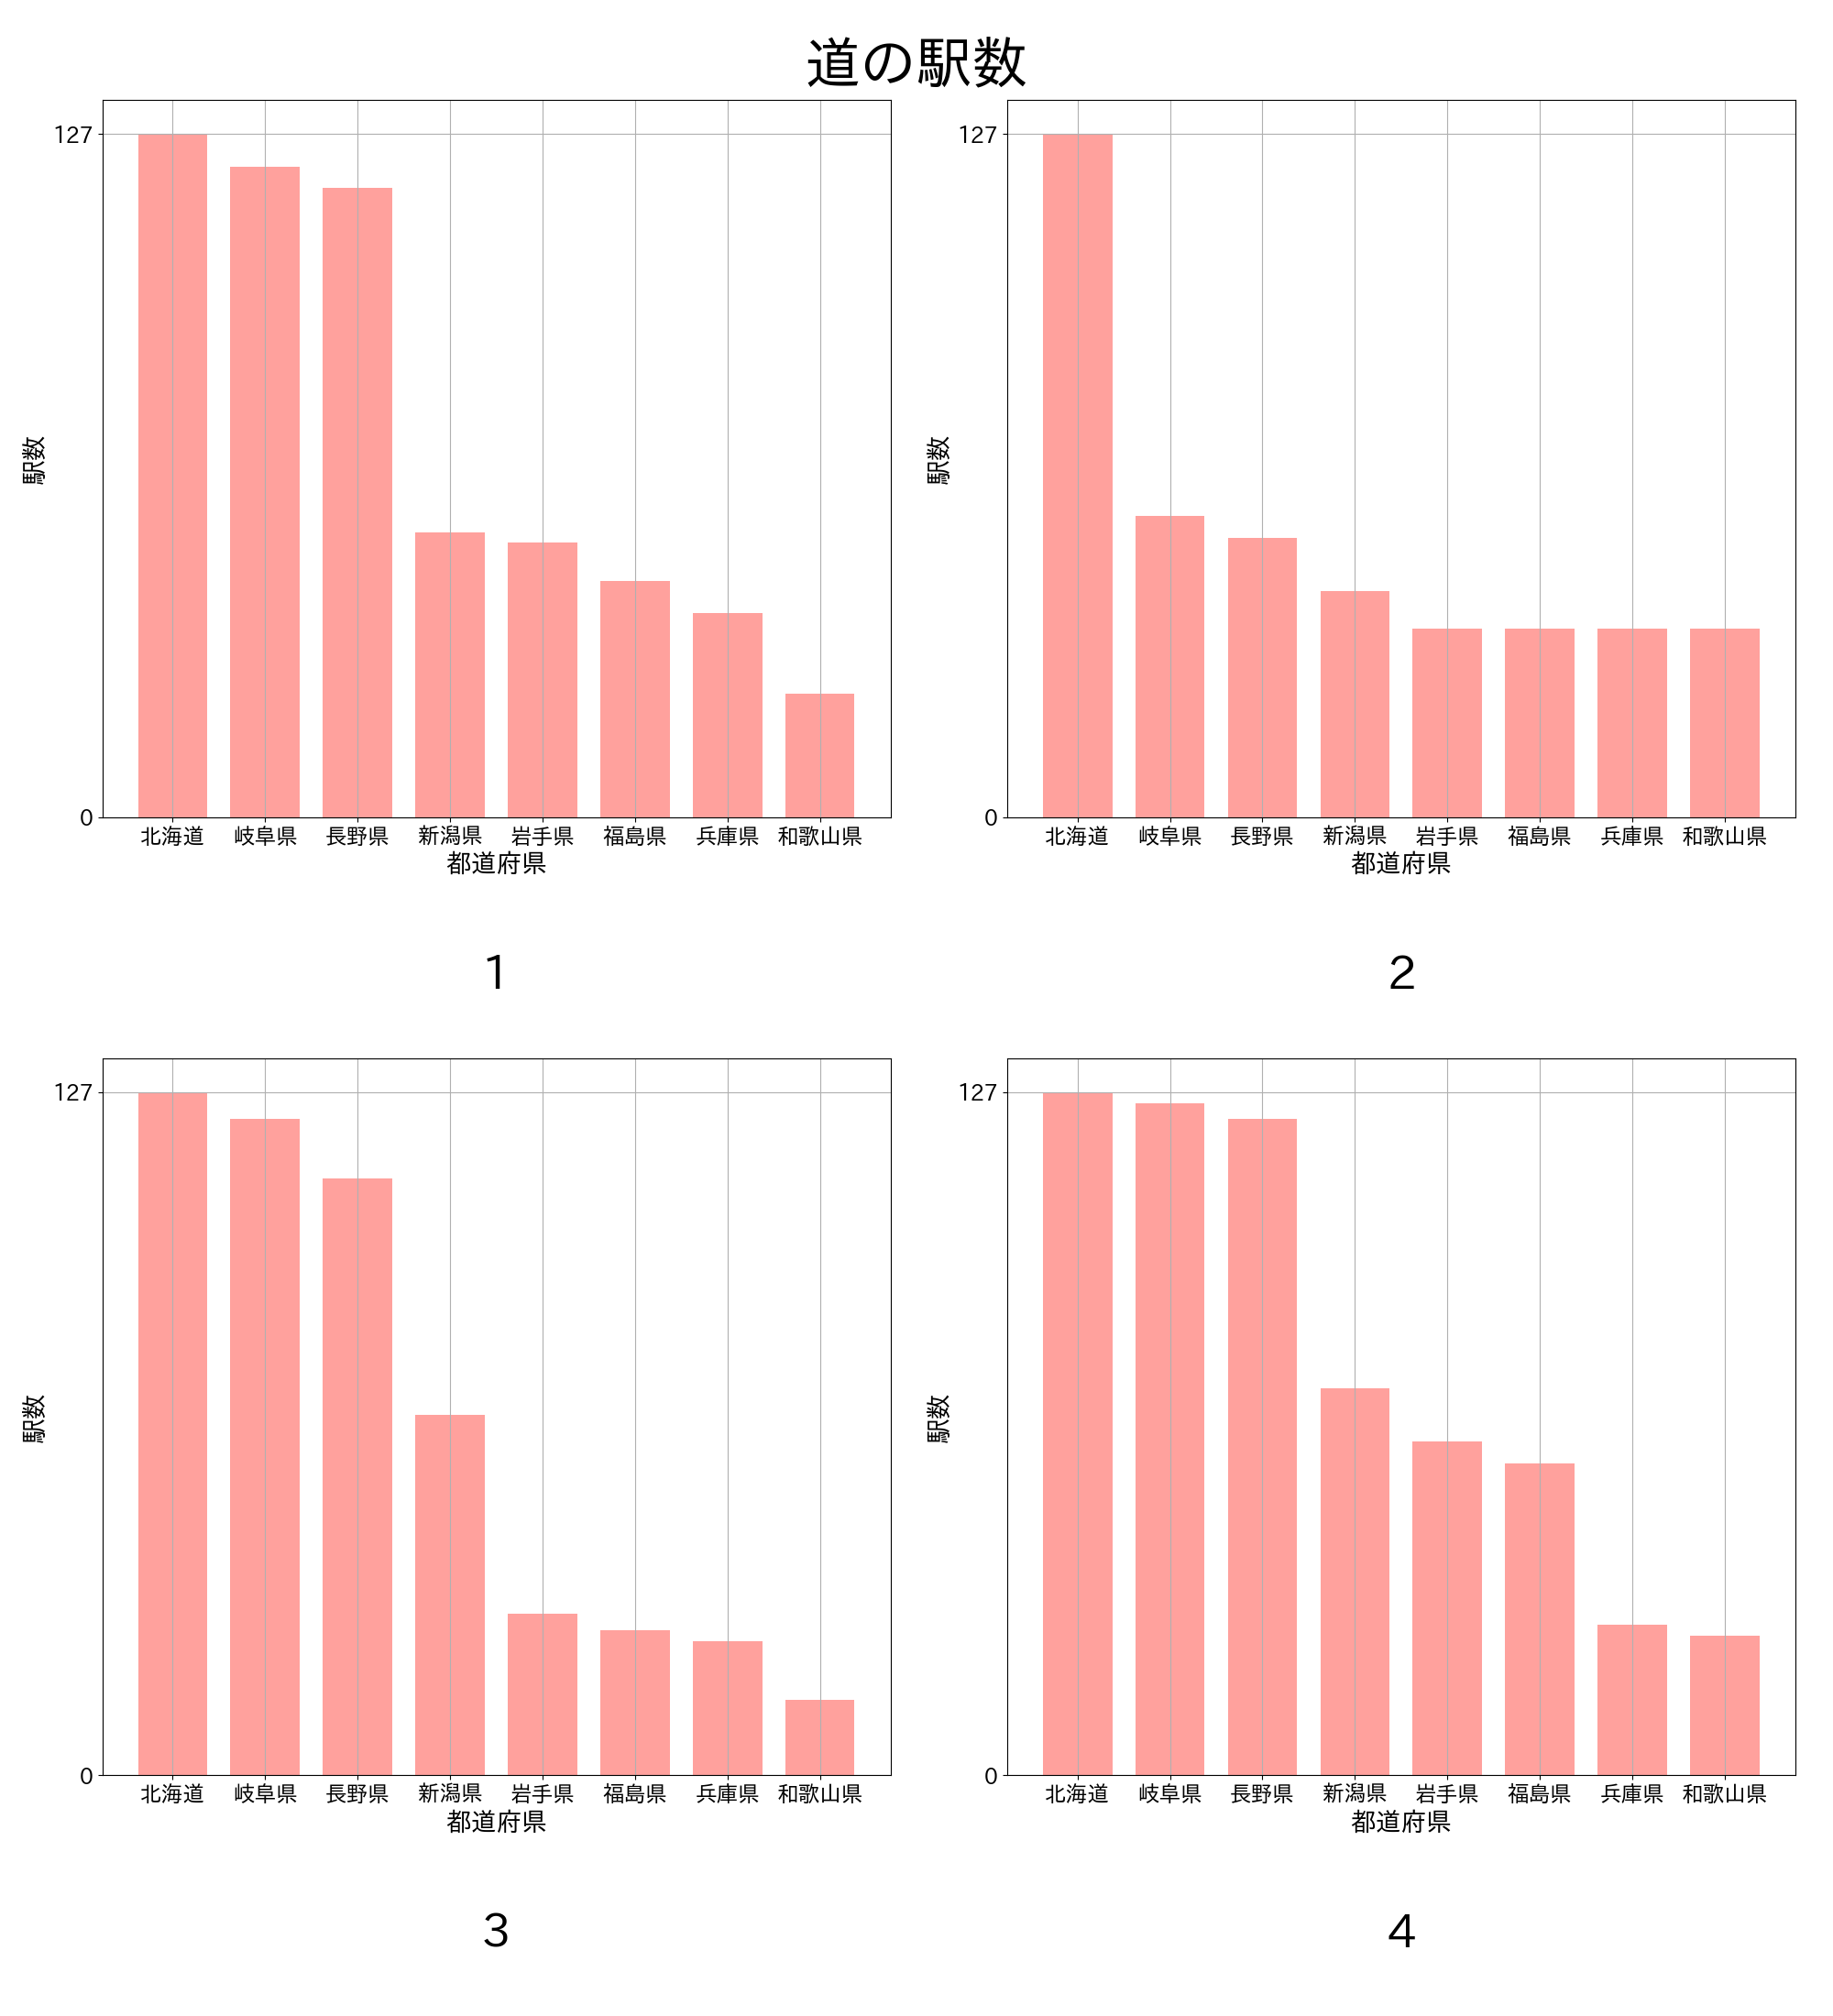 道の駅数
127
駅数
0
北海道 岐阜県 長野県 新潟県 岩手県 福島県 兵庫県 和歌山県
都道府県
1
127
駅数
0
北海道 岐阜県 長野県 新潟県 岩手県 福島県 兵庫県 和歌山県
都道府県
2
127
駅数
0
北海道 岐阜県 長野県 新潟県 岩手県 福島県 兵庫県 和歌山県
都道府県
3
127
駅数
0
北海道 岐阜県 長野県 新潟県 岩手県 福島県 兵庫県 和歌山県
都道府県
4